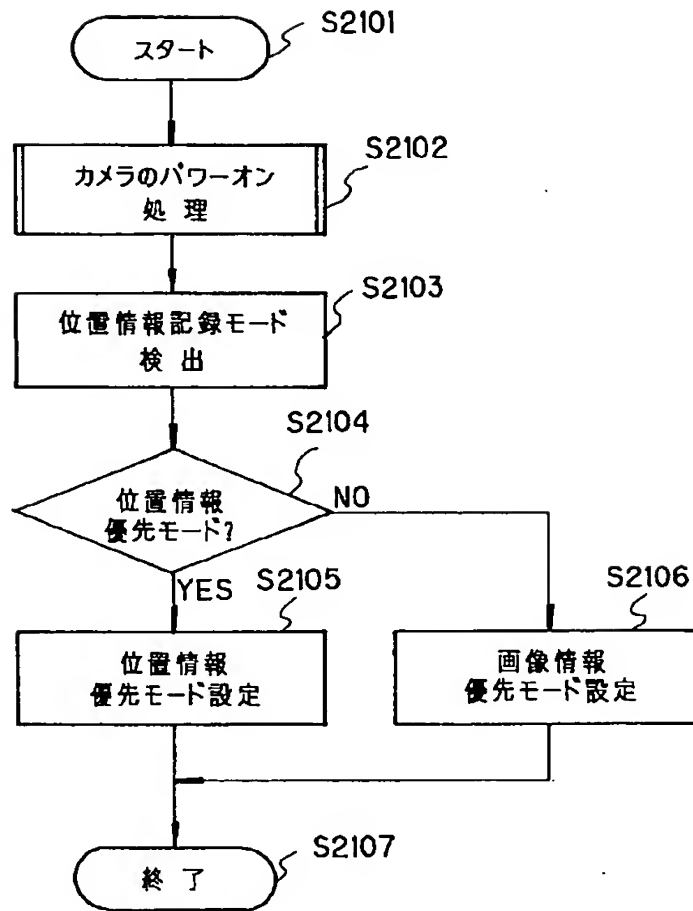 S2101
スタート
S2102
カメラのパワーオン
処理
S2103
位置情報記録モード
検出
S2104
位置情報
優先モード?
NO
YES
S2105
位置情報
優先モード設定
S2106
画像情報
優先モード設定
S2107
終了